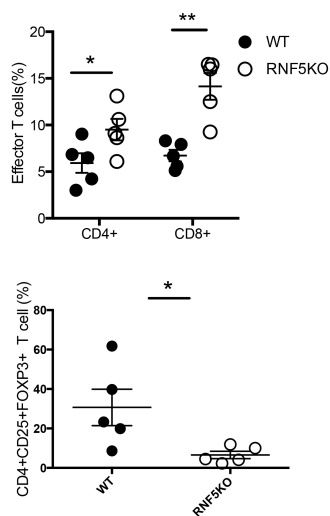 20
**
WT
*
RNF5KO
15
10
5
0
Effector T cells(%)
CD4+
CD8+
80
*
60
40
20
0
CD4+CD25+FOXP3+ T cell (%)
WT
RNF5KO